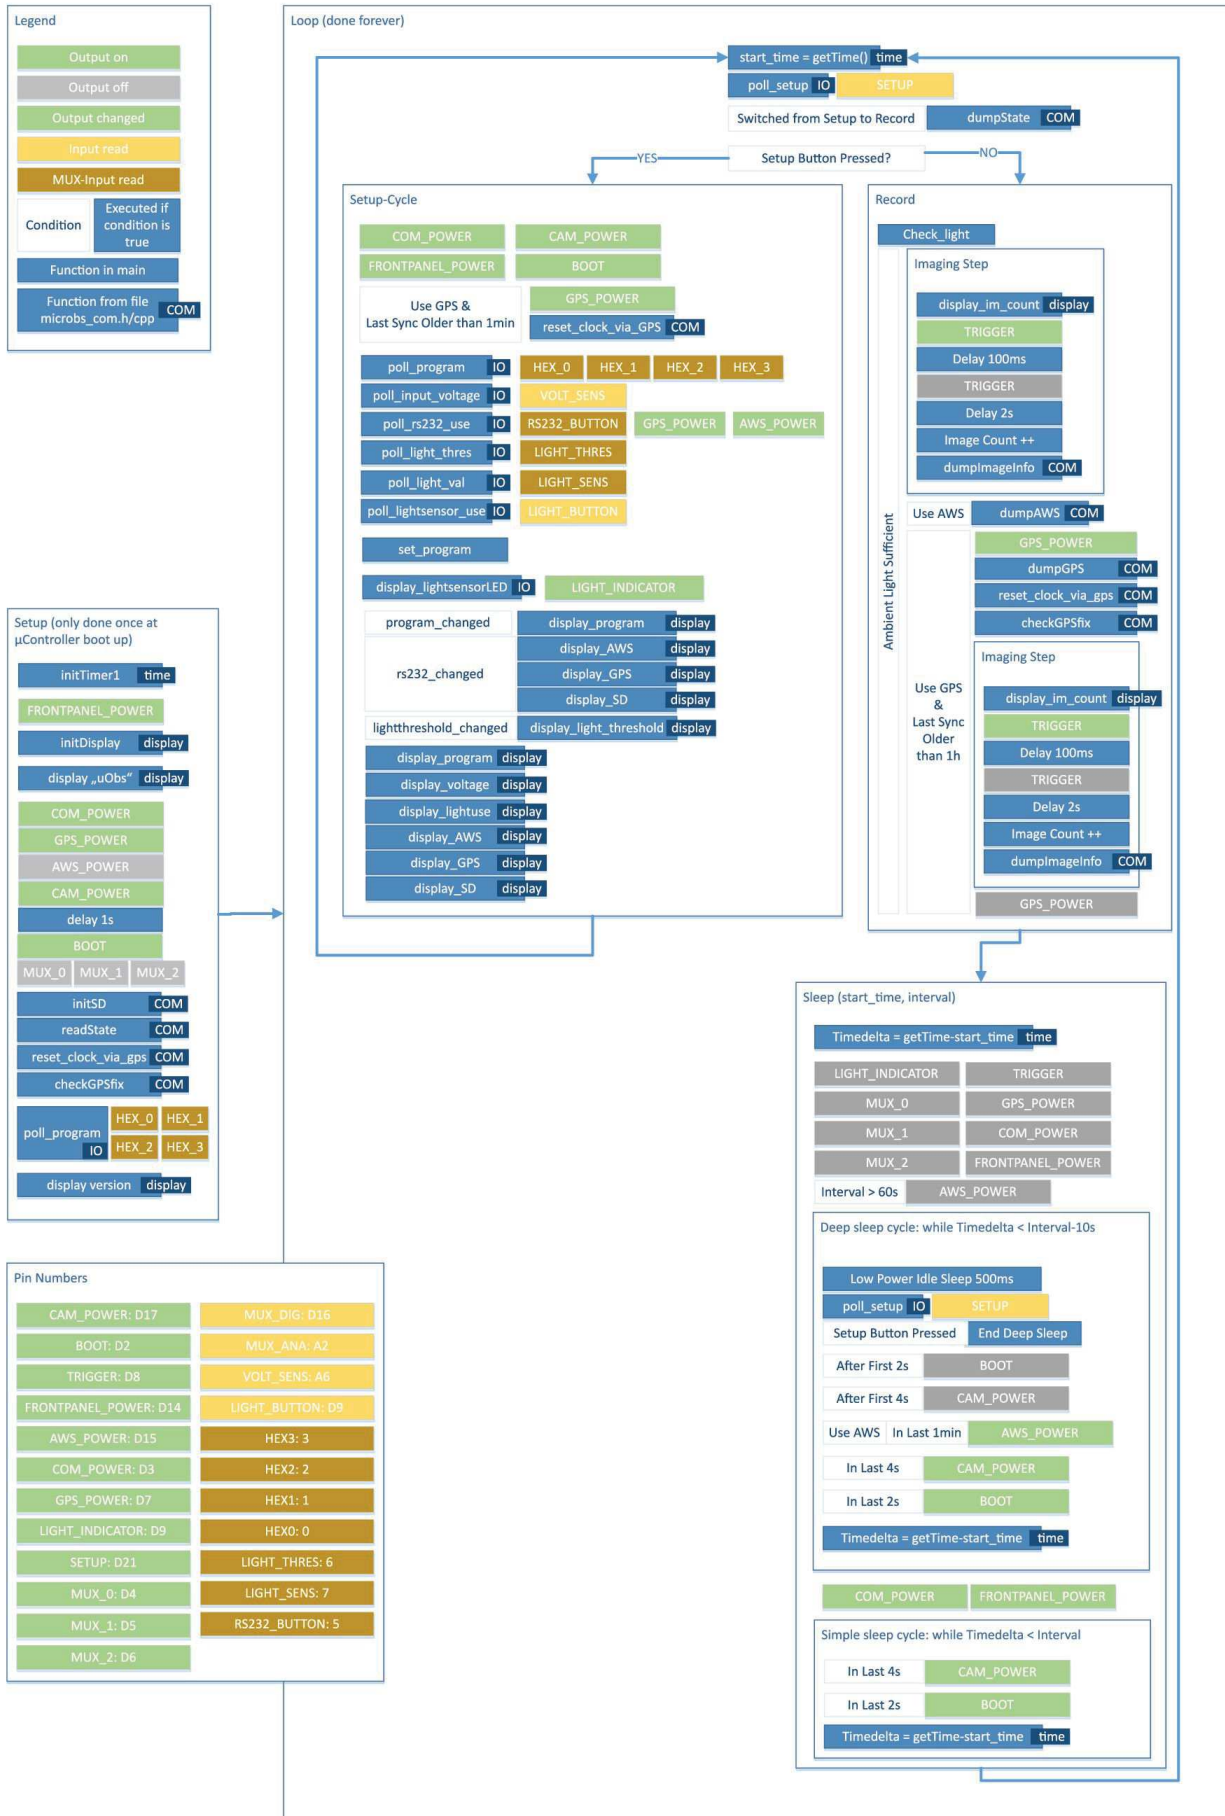 Legend
Output on
Output off
Output changed
Input read
MUX-Input read
Condition
Executed if
condition is
true
Function in main
Function from file
microbs_com.h/cpp
COM
Setup (only done once at
µController boot up)
initTimer1 time
FRONTPANEL_POWER
initDisplay display
display „uObs“ display
COM_POWER
GPS_POWER
AWS_POWER
CAM_POWER
delay 1s
BOOT
MUX_0 MUX_1 MUX_2
initSD COM
readState COM
reset_clock_via_gps COM
checkGPSfix COM
poll_program IO
HEX_0 HEX_1
HEX_2 HEX_3
display version display
Pin Numbers
CAM_POWER: D17
BOOT: D2
TRIGGER: D8
FRONTPANEL_POWER: D14
AWS_POWER: D15
COM_POWER: D3
GPS_POWER: D7
LIGHT_INDICATOR: D9
SETUP: D21
MUX_0: D4
MUX_1: D5
MUX_2: D6
MUX_DIG: D16
MUX_ANA: A2
VOLT_SENS: A6
LIGHT_BUTTON: D9
HEX3: 3
HEX2: 2
HEX1: 1
HEX0: 0
LIGHT_THRES: 6
LIGHT_SENS: 7
RS232_BUTTON: 5
Loop (done forever)
start_time = getTime() time
poll_setup IO SETUP
Switched from Setup to Record dumpState COM
YES Setup Button Pressed? NO
Setup-Cycle
COM_POWER CAM_POWER
FRONTPANEL_POWER BOOT
Use GPS &
Last Sync Older than 1min
GPS_POWER
reset_clock_via_GPS COM
poll_program IO HEX_0 HEX_1 HEX_2 HEX_3
poll_input_voltage IO VOLT_SENS
poll_rs232_use IO RS232_BUTTON GPS_POWER AWS_POWER
poll_light_thres IO LIGHT_THRES
poll_light_val IO LIGHT_SENS
poll_lightsensor_use IO LIGHT_BUTTON
set_program
display_lightsensorLED IO LIGHT_INDICATOR
program_changed display_program display
rs232_changed
display_AWS display
display_GPS display
display_SD display
lightthreshold_changed display_light_threshold display
display_program display
display_voltage display
display_lightuse display
display_AWS display
display_GPS display
display_SD display
Record
Check_light
Ambient Light Sufficient
Imaging Step
display_im_count display
TRIGGER
Delay 100ms
TRIGGER
Delay 2s
Image Count ++
dumpImageInfo COM
Use AWS dumpAWS COM
Use GPS
&
Last Sync
Older
than 1h
GPS_POWER
dumpGPS COM
reset_clock_via_gps COM
checkGPSfix COM
Imaging Step
display_im_count display
TRIGGER
Delay 100ms
TRIGGER
Delay 2s
Image Count ++
dumpImageInfo COM
GPS_POWER
Sleep (start_time, interval)
Timedelta = getTime-start_time time
LIGHT_INDICATOR TRIGGER
MUX_0 GPS_POWER
MUX_1 COM_POWER
MUX_2 FRONTPANEL_POWER
Interval > 60s AWS_POWER
Deep sleep cycle: while Timedelta < Interval-10s
Low Power Idle Sleep 500ms
poll_setup IO SETUP
Setup Button Pressed End Deep Sleep
After First 2s BOOT
After First 4s CAM_POWER
Use AWS In Last 1min AWS_POWER
In Last 4s CAM_POWER
In Last 2s BOOT
Timedelta = getTime-start_time time
COM_POWER FRONTPANEL_POWER
Simple sleep cycle: while Timedelta < Interval
In Last 4s CAM_POWER
In Last 2s BOOT
Timedelta = getTime-start_time time